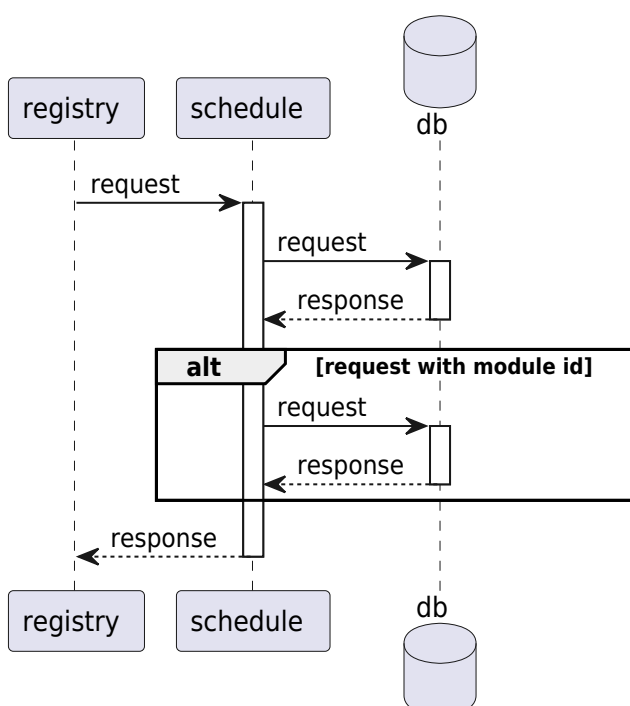 registry
schedule
db
request
request
response
alt
[request with module id]
request
response
response
registry
schedule
db